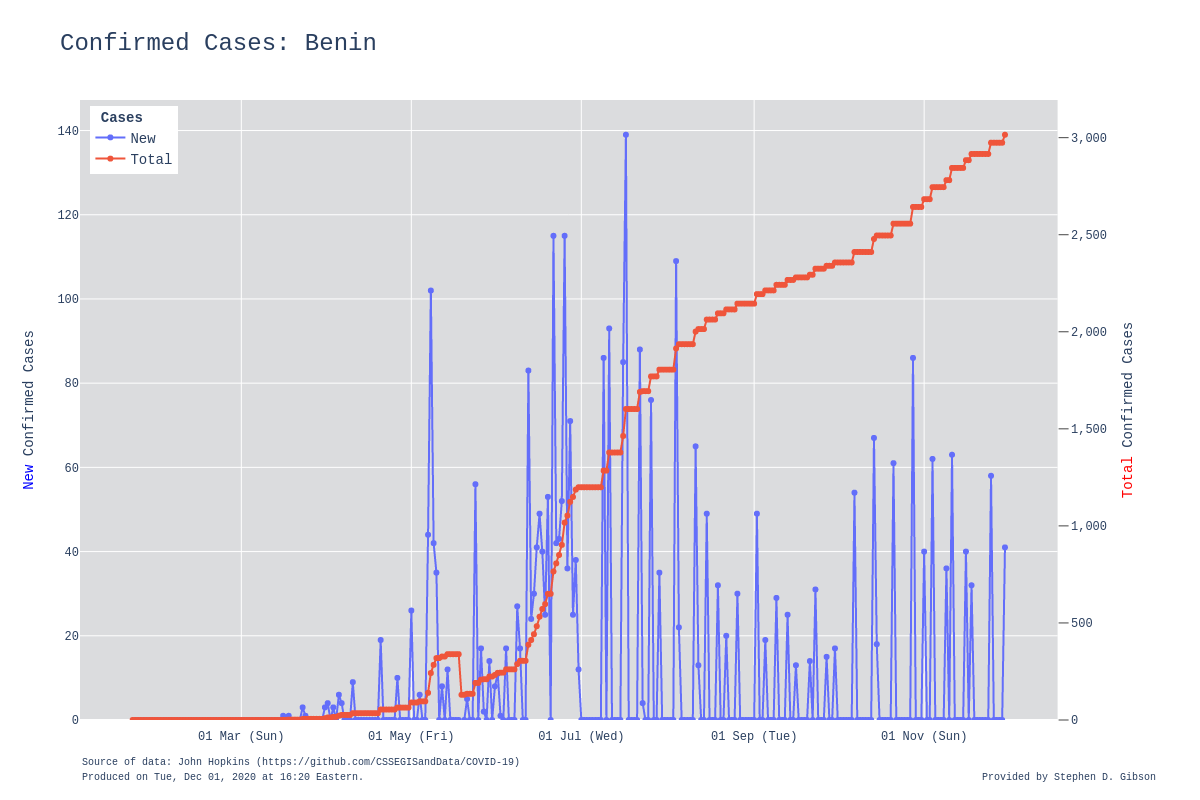 Confirmed Cases: Benin
Cases
New
Total
140
120
100
80
60
40
20
0
3,000
2,500
2,000
1,500
1,000
500
0
New Confirmed Cases
Total Confirmed Cases
01 Mar (Sun)
01 May (Fri)
01 Jul (Wed)
01 Sep (Tue)
01 Nov (Sun)
Source of data: John Hopkins (https://github.com/CSSEGISandData/COVID-19)
Produced on Tue, Dec 01, 2020 at 16:20 Eastern.
Provided by Stephen D. Gibson